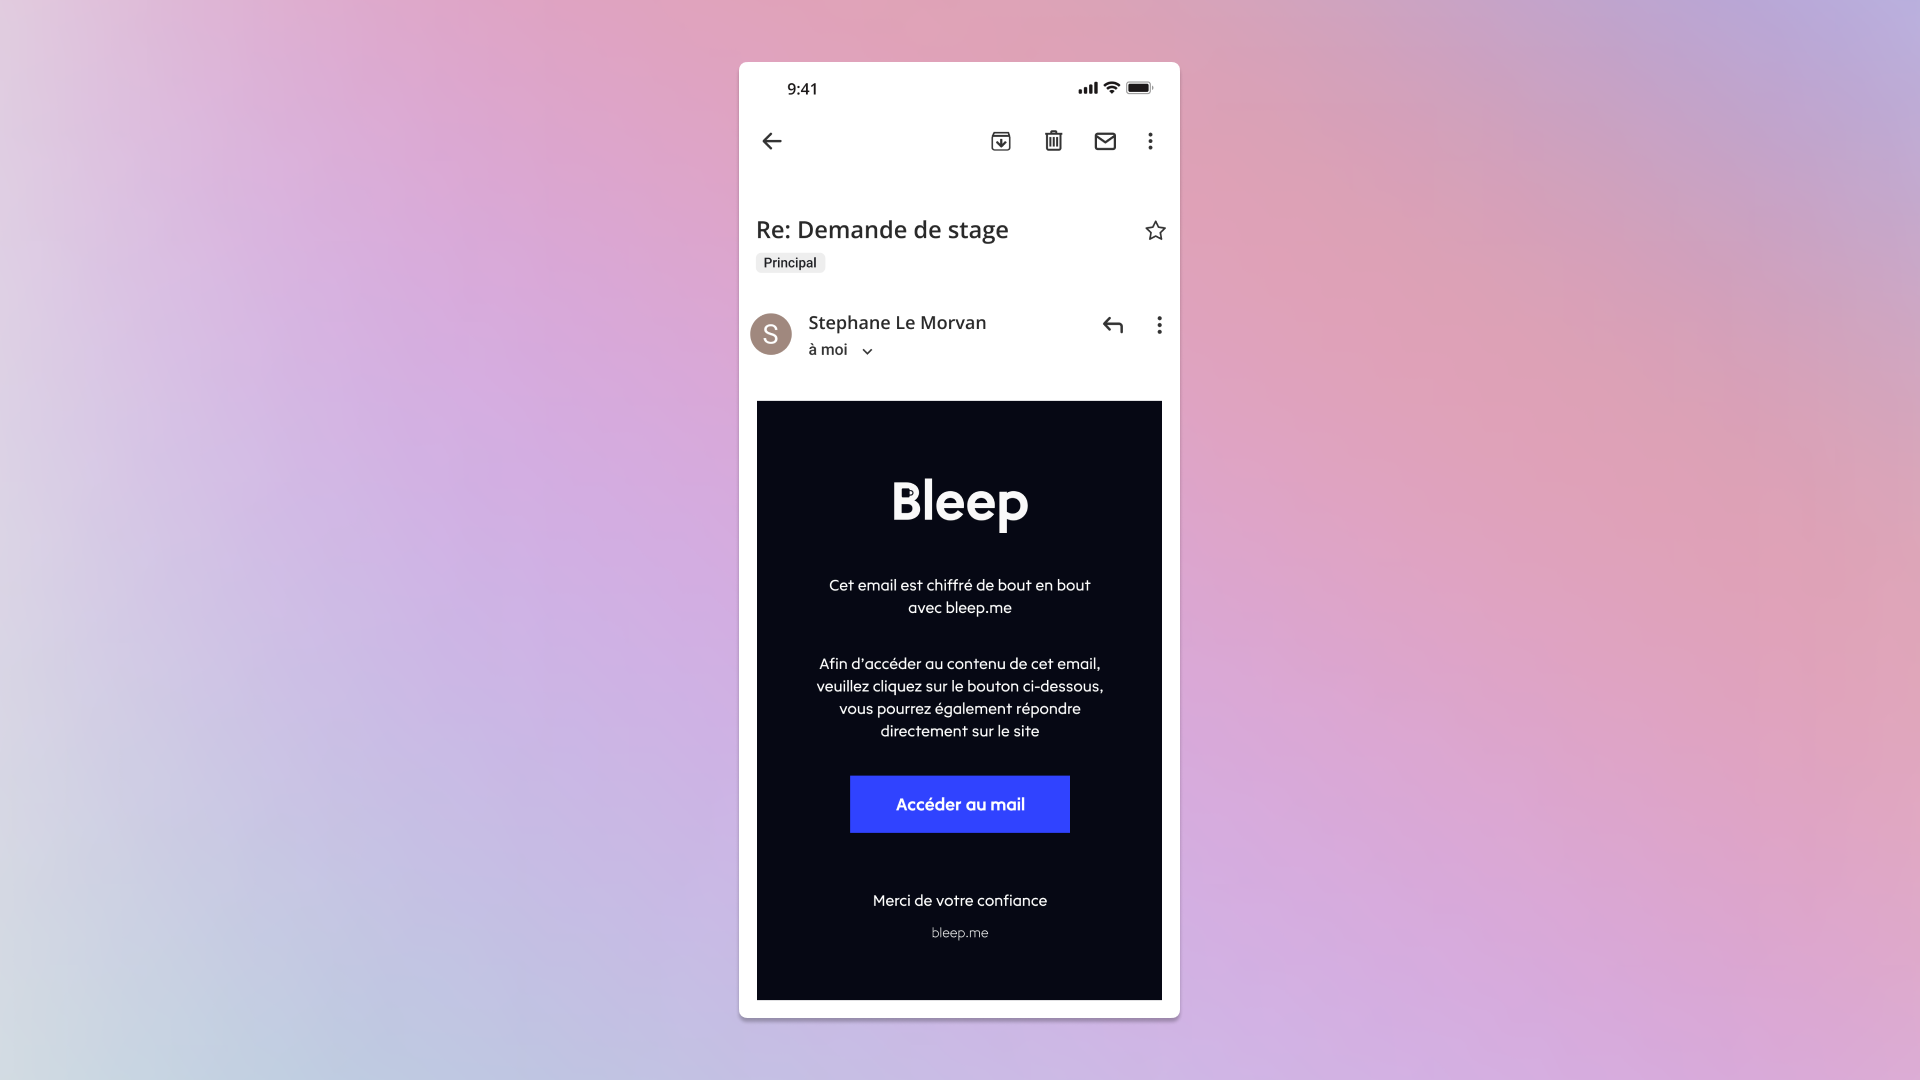 9:41
Re: Demande de stage
Principal
S
Stephane Le Morvan
à moi
Bleep
Cet email est chiffré de bout en bout
avec bleep.me
Afin d’accéder au contenu de cet email,
veuillez cliquez sur le bouton ci-dessous,
vous pourrez également répondre
directement sur le site
Accéder au mail
Merci de votre confiance
bleep.me